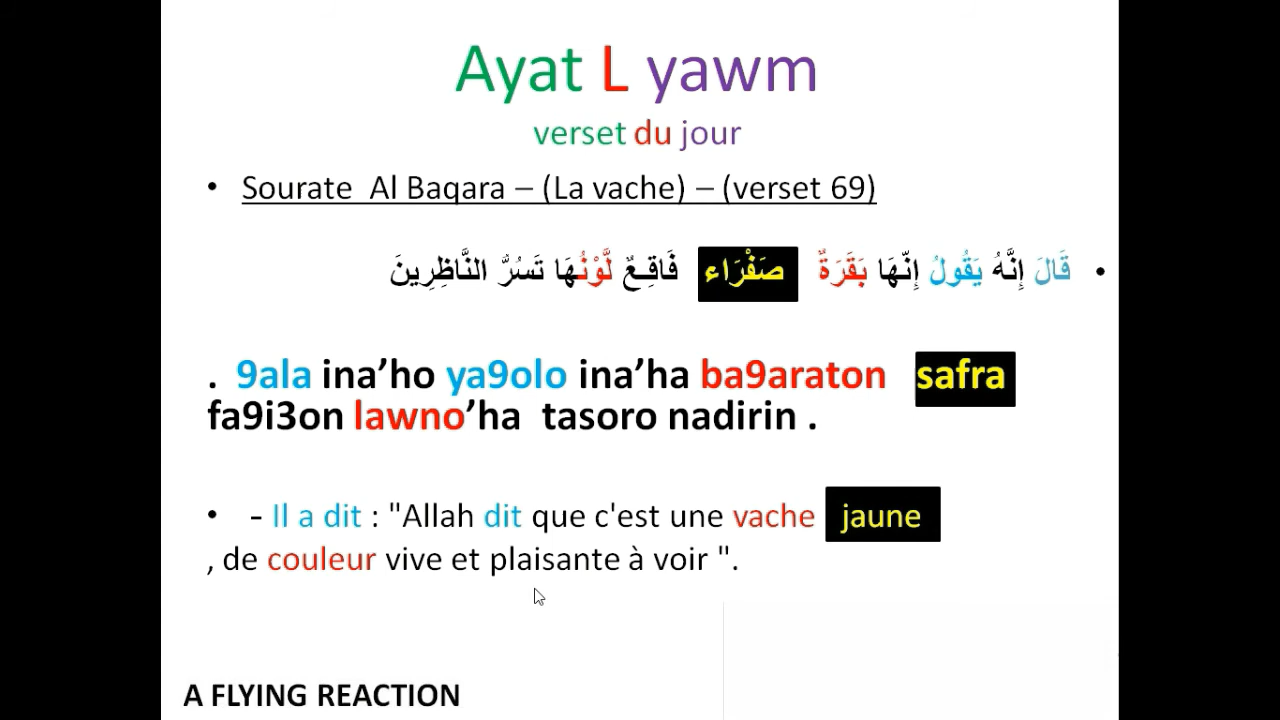 Ayat L yawm
verset du jour
• Sourate Al Baqara – (La vache) – (verset 69)
• قَالَ إِنَّهُ يَقُولُ إِنّهَا بَقَرَةٌ صَفْرَاء فَاقِـعٌ لَّوْنُهَا تَسُرُّ النَّاظِرِينَ
. 9ala ina’ho ya9olo ina’ha ba9araton safra
fa9i3on lawno’ha tasoro nadirin .
• - Il a dit : "Allah dit que c'est une vache jaune
, de couleur vive et plaisante à voir ".
A FLYING REACTION